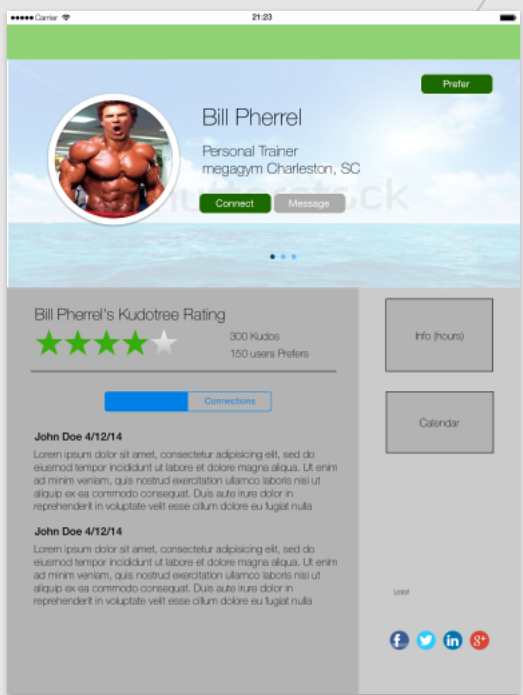 Carrier
21:23
Prefer
Bill Pherrel
Personal Trainer
megagym Charleston, SC
shutterstock
Connect
Message
Bill Pherrel's Kudotree Rating
300 Kudos
150 users Prefers
Info (hours)
Connections
Calendar
John Doe 4/12/14
Lorem ipsum dolor sit amet, consectetur adipisicing elit, sed do
eiusmod tempor incididunt ut labore et dolore magna aliqua. Ut enim
ad minim veniam, quis nostrud exercitation ullamco laboris nisi ut
aliquip ex ea commodo consequat. Duis aute irure dolor in
reprehenderit in voluptate velit esse cillum dolore eu fugiat nulla
John Doe 4/12/14
Lorem ipsum dolor sit amet, consectetur adipisicing elit, sed do
eiusmod tempor incididunt ut labore et dolore magna aliqua. Ut enim
ad minim veniam, quis nostrud exercitation ullamco laboris nisi ut
aliquip ex ea commodo consequat. Duis aute irure dolor in
reprehenderit in voluptate velit esse cillum dolore eu fugiat nulla
Legal
f in g+